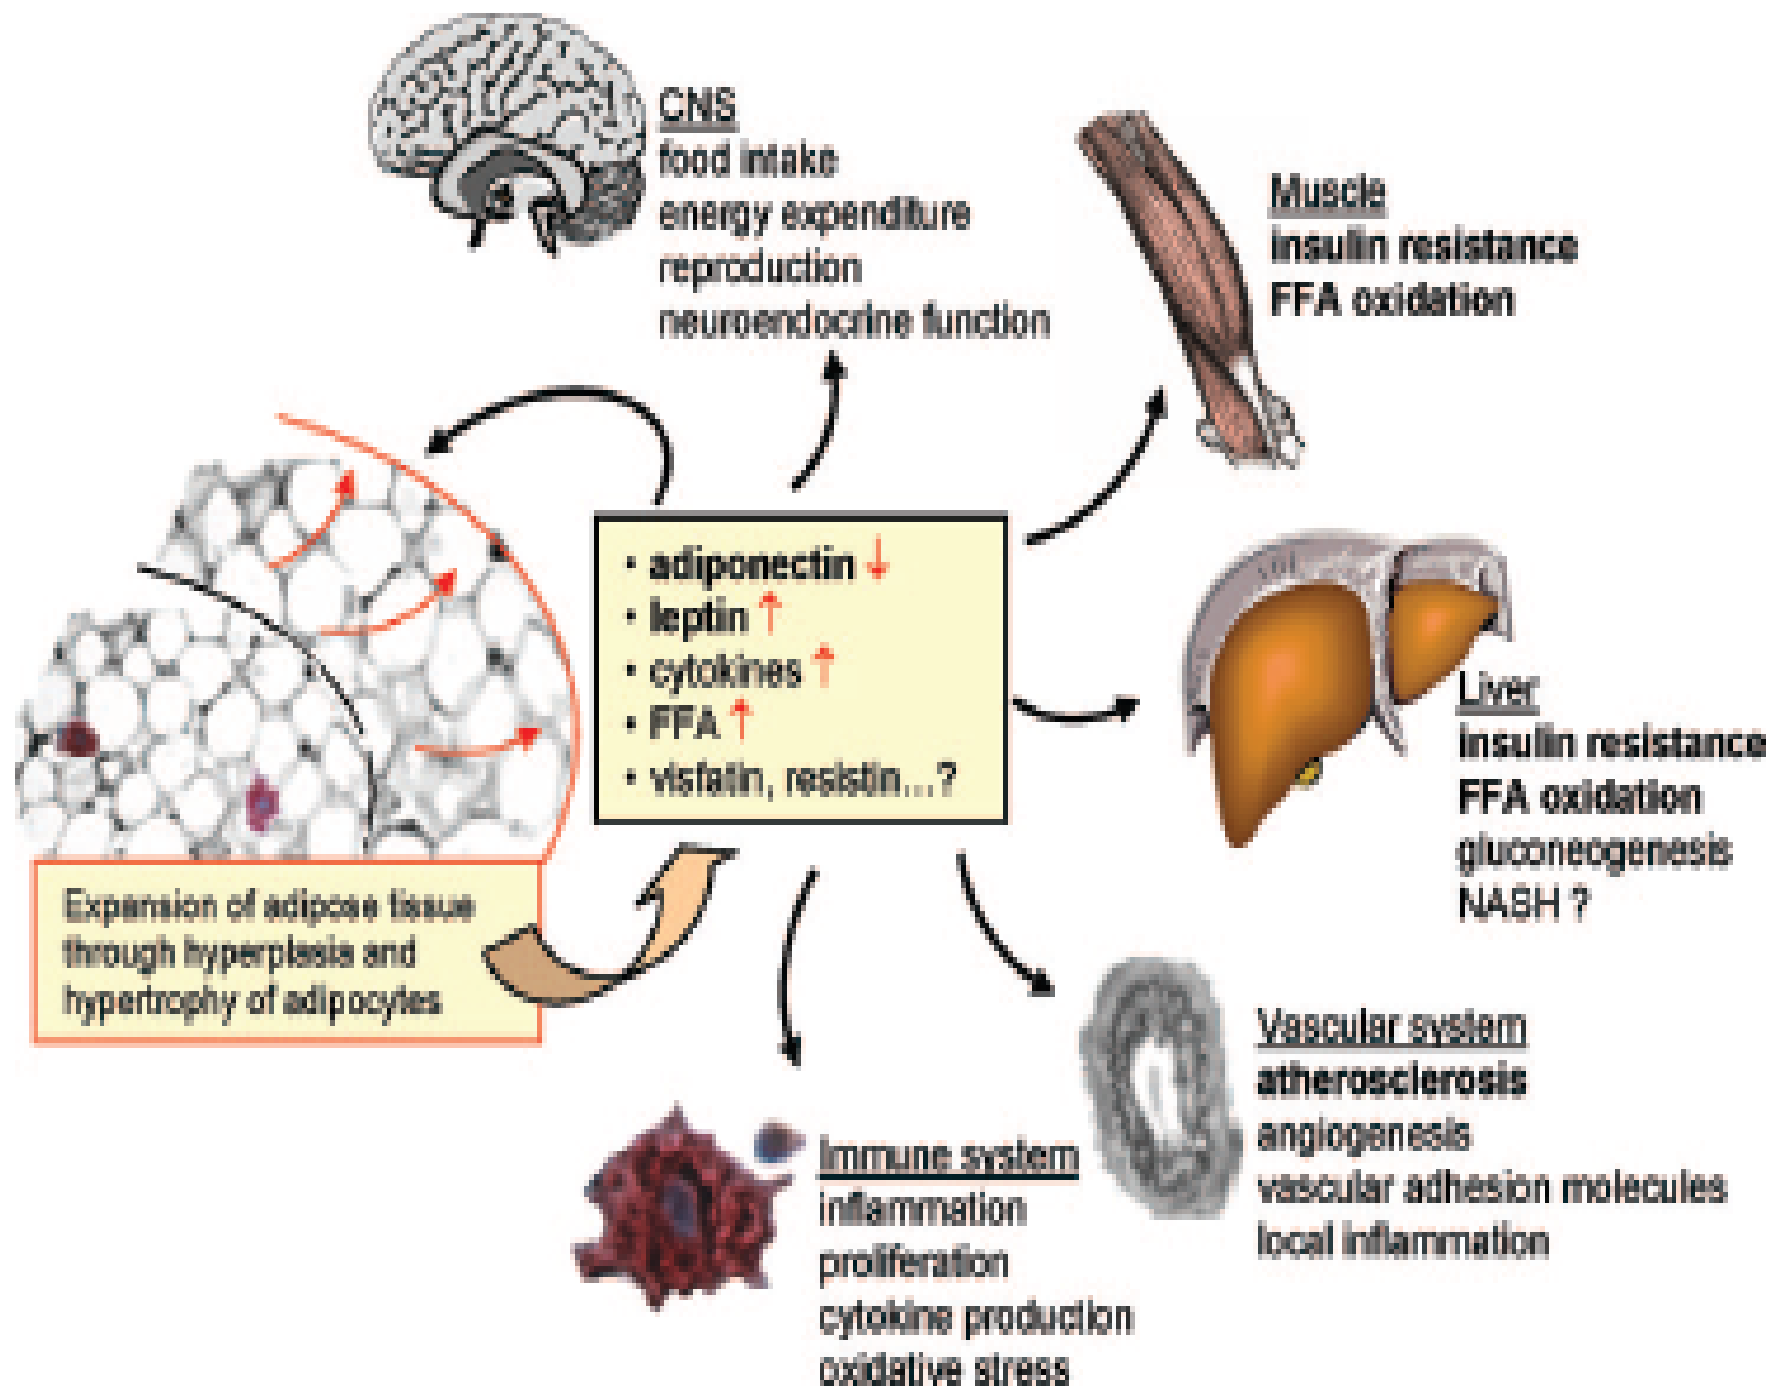 CNS
food intake
energy expenditure
reproduction
neuroendocrine function
Muscle
insulin resistance
FFA oxidation
• adiponectin ↓
• leptin ↑
• cytokines ↑
• FFA ↑
• visfatin, resistin...?
Liver
insulin resistance
FFA oxidation
gluconeogenesis
NASH ?
Expansion of adipose tissue
through hyperplasia and
hypertrophy of adipocytes
Vascular system
atherosclerosis
angiogenesis
vascular adhesion molecules
local inflammation
Immune system
inflammation
proliferation
cytokine production
oxidative stress